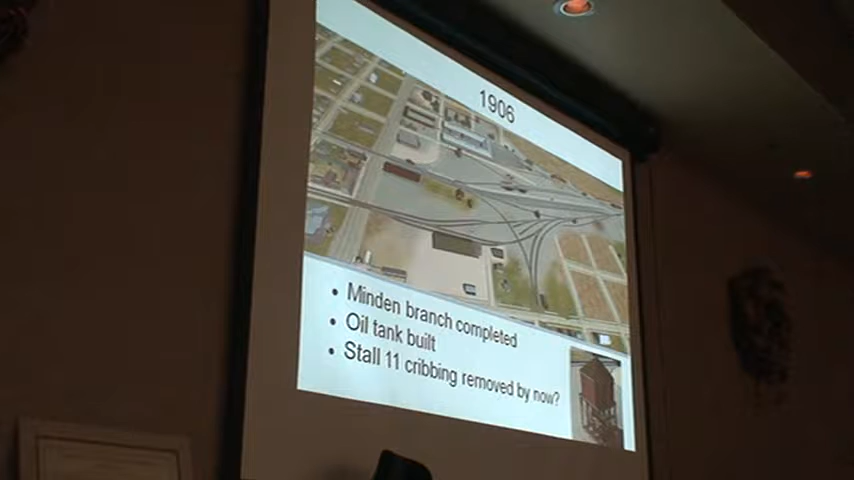 1906
• Minden branch completed
• Oil tank built
• Stall 11 cribbing removed by now?